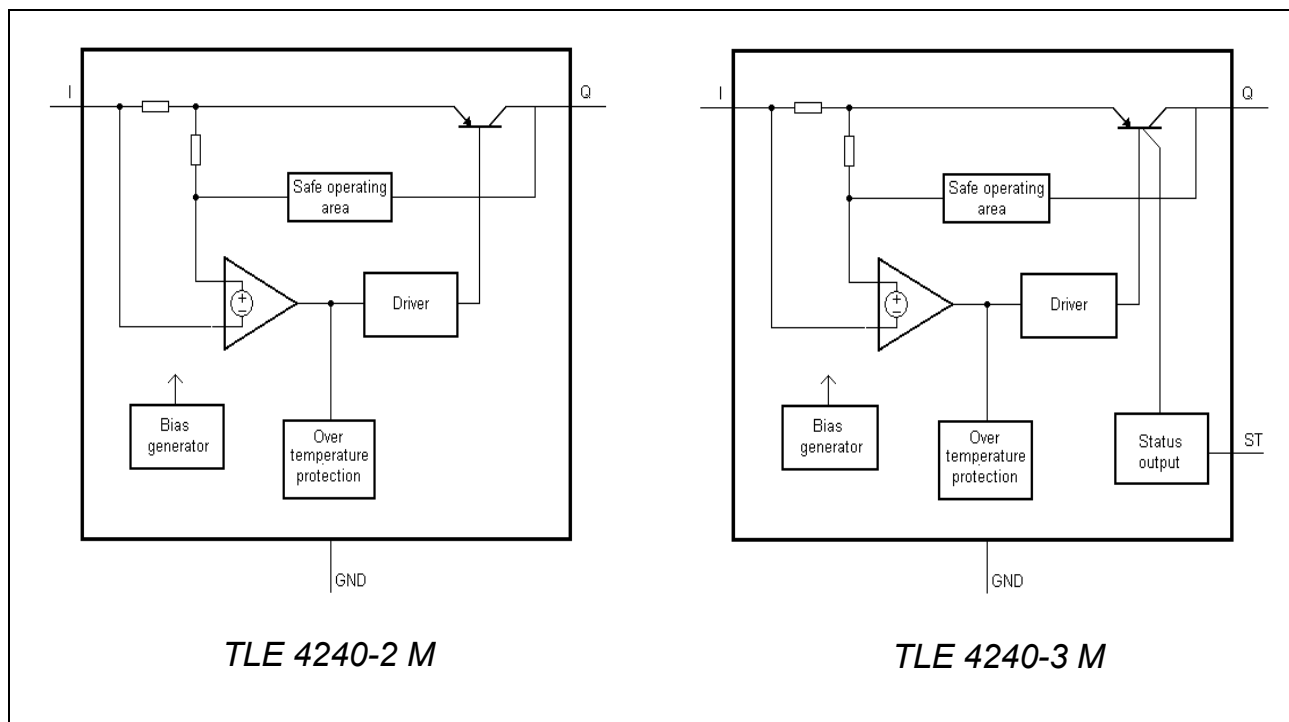 I
Q
Safe operating
area
+
−
Driver
Bias
generator
Over
temperature
protection
GND
TLE 4240-2 M
I
Q
Safe operating
area
+
−
Driver
Bias
generator
Over
temperature
protection
Status
output
ST
GND
TLE 4240-3 M